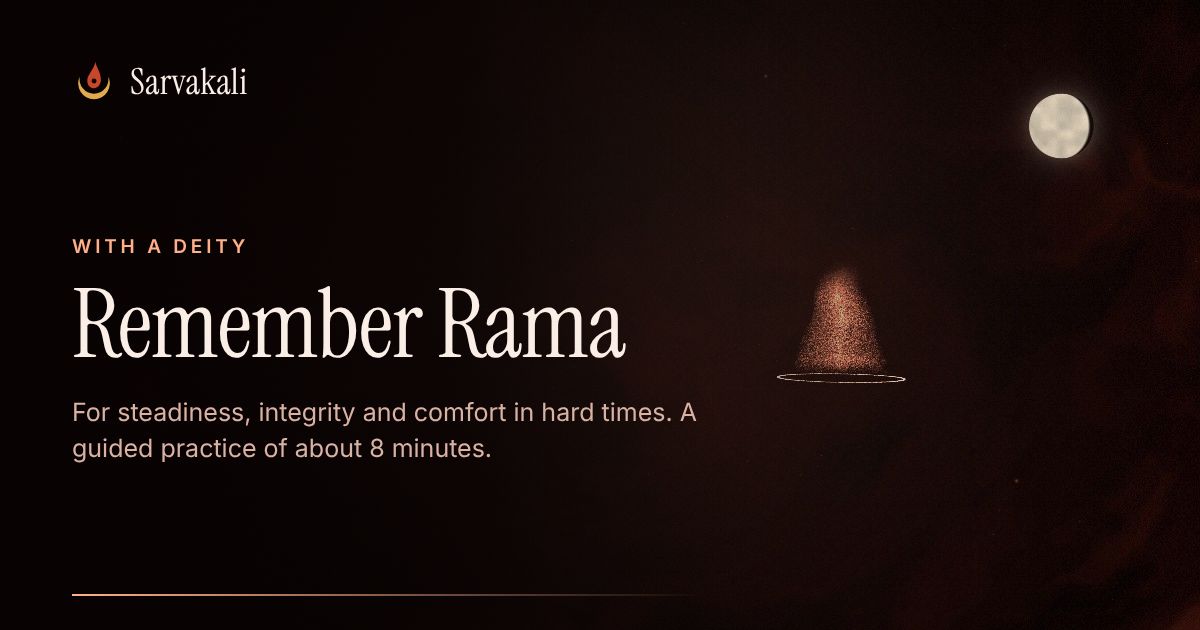 Sarvakali
WITH A DEITY
Remember Rama
For steadiness, integrity and comfort in hard times. A
guided practice of about 8 minutes.